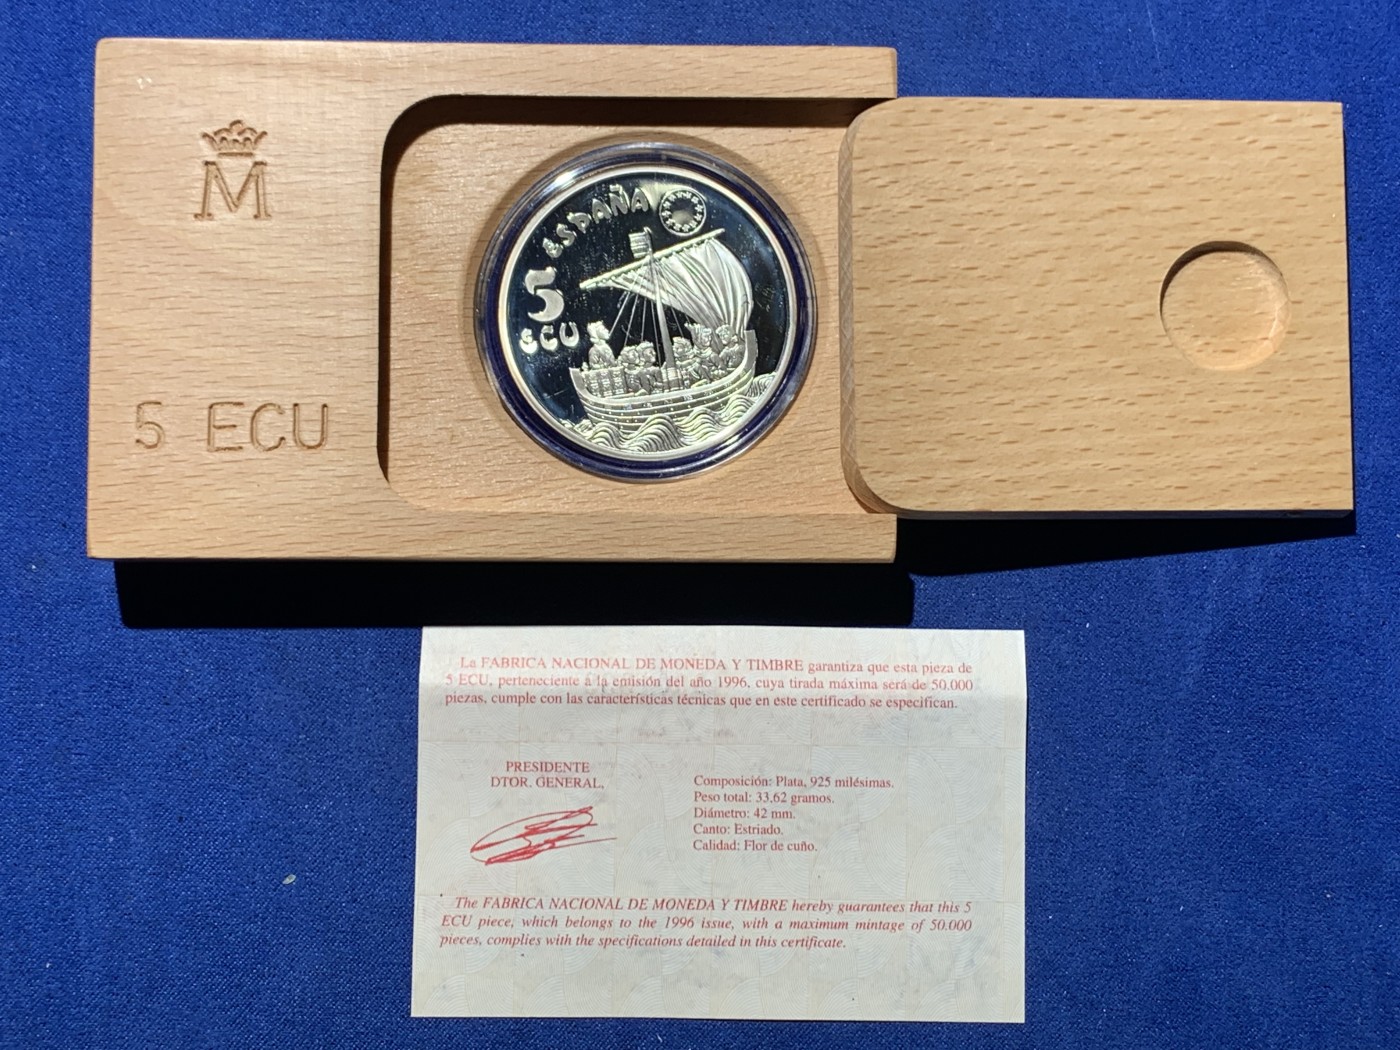 M
5 ECU
ESPAÑA
5
ECU
La FABRICA NACIONAL DE MONEDA Y TIMBRE garantiza que esta pieza de
5 ECU, perteneciente a la emisión del año 1996, cuya tirada máxima será de 50.000
piezas, cumple con las características técnicas que en este certificado se especifican.
PRESIDENTE
DTOR. GENERAL,
Composición: Plata, 925 milésimas.
Peso total: 33,62 gramos.
Diámetro: 42 mm.
Canto: Estriado.
Calidad: Flor de cuño.
The FABRICA NACIONAL DE MONEDA Y TIMBRE hereby guarantees that this 5
ECU piece, which belongs to the 1996 issue, with a maximum mintage of 50.000
pieces, complies with the specifications detailed in this certificate.